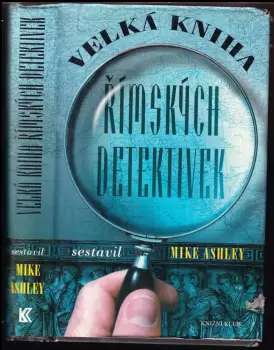 VELKÁ KNIHA
ŘÍMSKÝCH
DETEKTIVEK
sestavil MIKE ASHLEY
KNIŽNÍ KLUB
VELKÁ KNIHA ŘÍMSKÝCH DETEKTIVEK
sestavil
MIKE
ASHLEY
K